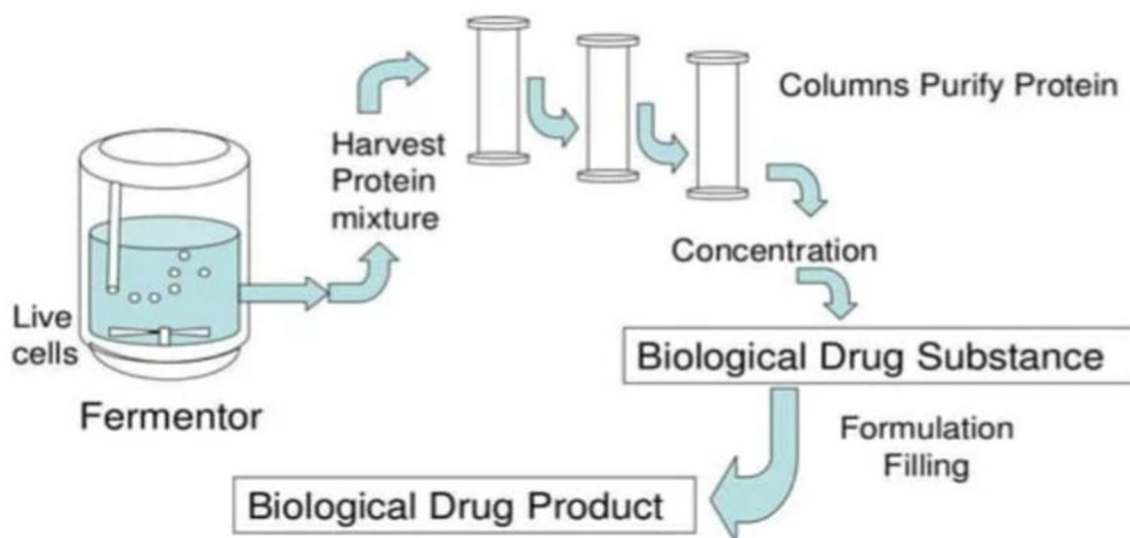 Columns Purify Protein
Harvest
Protein
mixture
Concentration
Live
cells
Biological Drug Substance
Fermentor
Formulation
Filling
Biological Drug Product